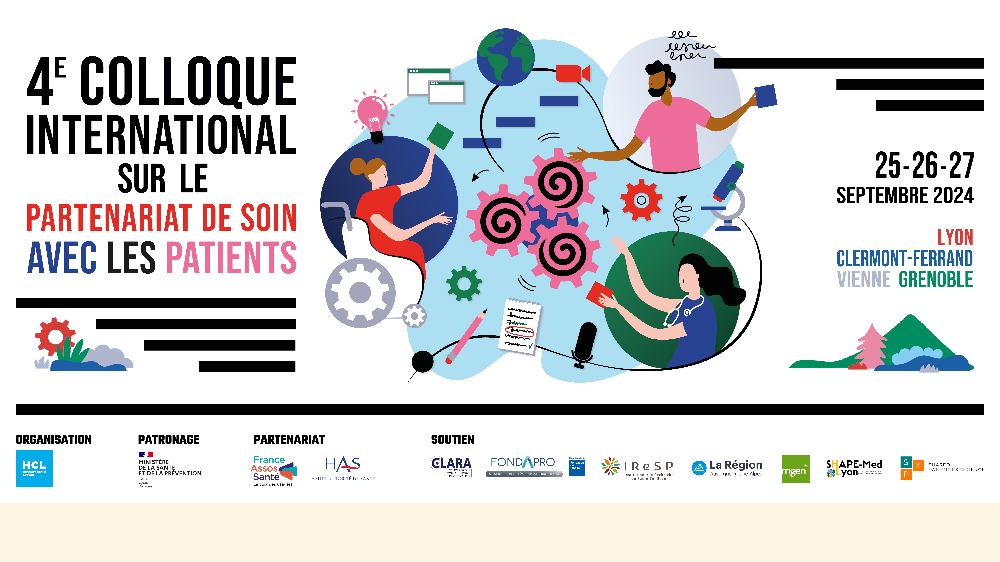 4E COLLOQUE
INTERNATIONAL
SUR LE
PARTENARIAT DE SOIN
AVEC LES PATIENTS
25-26-27
SEPTEMBRE 2024
LYON
CLERMONT-FERRAND
VIENNE GRENOBLE
ORGANISATION
HCL
HOSPICES CIVILS
DE LYON
PATRONAGE
MINISTÈRE
DE LA SANTÉ
ET DE LA PRÉVENTION
Liberté
Égalité
Fraternité
PARTENARIAT
France
Assos
Santé
La voix des usagers
HAS
HAUTE AUTORITÉ DE SANTÉ
SOUTIEN
CLARA
CANCÉROPÔLE
LYON AUVERGNE
RHÔNE-ALPES
FONDAPRO
Sécurité patient et Prévention du risque médical
Sous l'égide de
Fondation
de
France
IReSP
Institut pour la Recherche
en Santé Publique
La Région
Auvergne-Rhône-Alpes
mgen
SHAPE-Med
Lyon
Structuring one Health Approach
for Personalized Medicine
S X P
SHARED
PATIENT EXPERIENCE